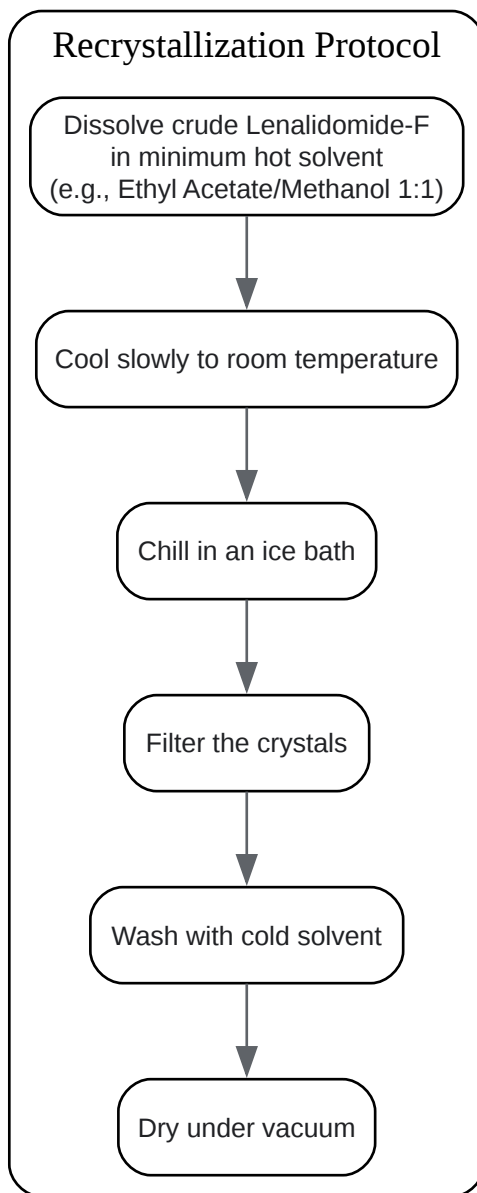 Recrystallization Protocol
Dissolve crude Lenalidomide-F
in minimum hot solvent
(e.g., Ethyl Acetate/Methanol 1:1)
Cool slowly to room temperature
Chill in an ice bath
Filter the crystals
Wash with cold solvent
Dry under vacuum